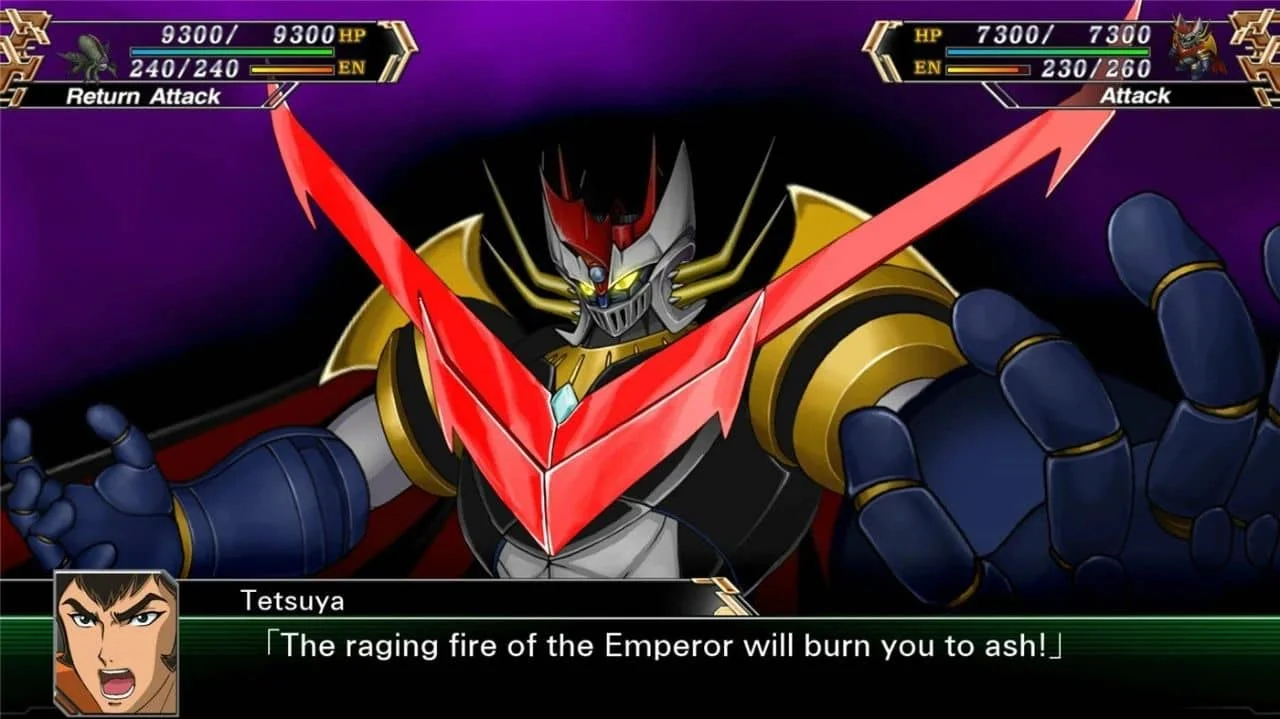 9300/ 9300 HP
240/240 EN
Return Attack
HP 7300/ 7300
EN 230/260
Attack
Tetsuya
「The raging fire of the Emperor will burn you to ash!」